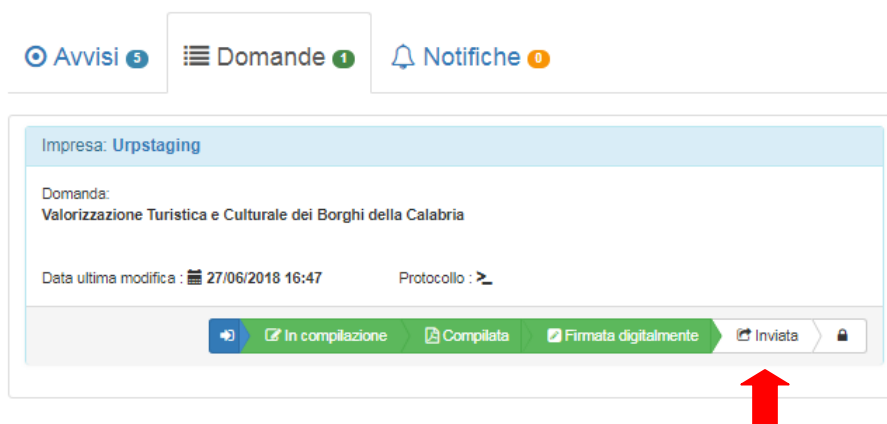 Avvisi 5 Domande 1 Notifiche 0
Impresa: Urpstaging
Domanda:
Valorizzazione Turistica e Culturale dei Borghi della Calabria
Data ultima modifica : 27/06/2018 16:47 Protocollo :
In compilazione Compilata Firmata digitalmente Inviata